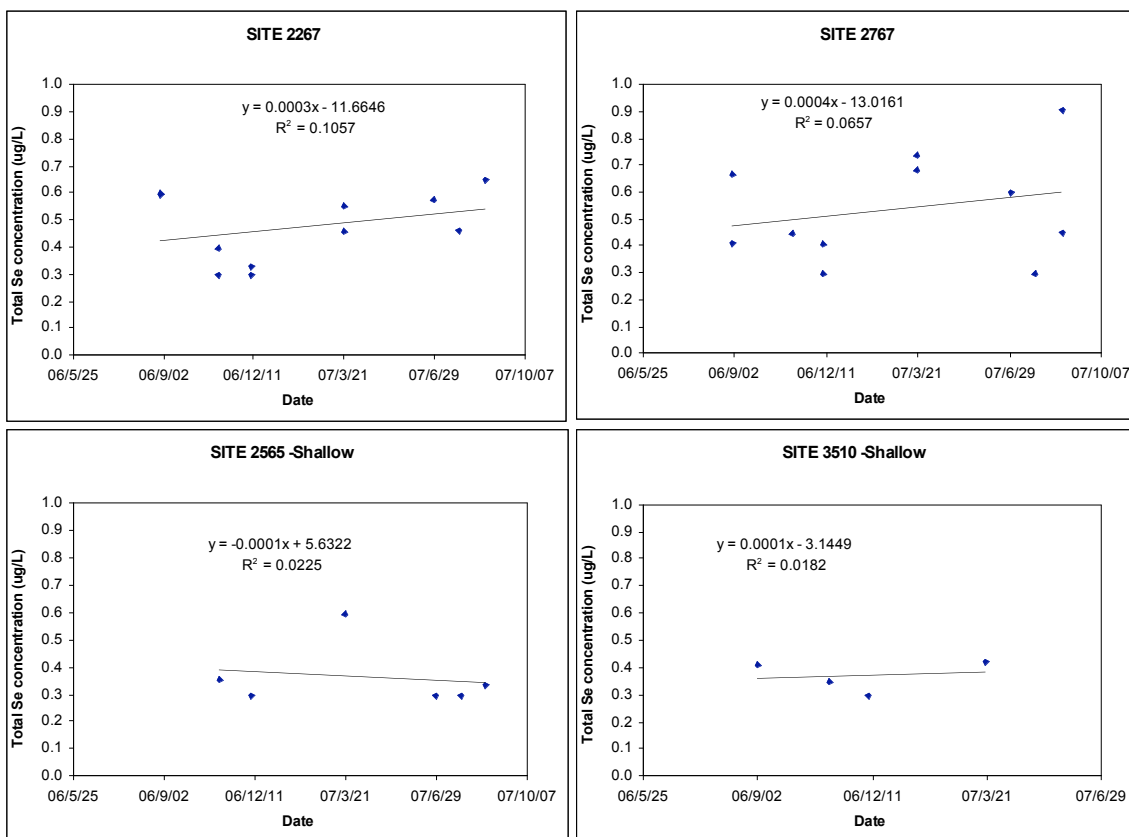 SITE 2267
y = 0.0003x - 11.6646
R² = 0.1057
Total Se concentration (ug/L)
1.0
0.9
0.8
0.7
0.6
0.5
0.4
0.3
0.2
0.1
0.0
06/5/25 06/9/02 06/12/11 07/3/21 07/6/29 07/10/07
Date
SITE 2767
y = 0.0004x - 13.0161
R² = 0.0657
Total Se concentration (ug/L)
1.0
0.9
0.8
0.7
0.6
0.5
0.4
0.3
0.2
0.1
0.0
06/5/25 06/9/02 06/12/11 07/3/21 07/6/29 07/10/07
Date
SITE 2565 -Shallow
y = -0.0001x + 5.6322
R² = 0.0225
Total Se concentration (ug/L)
1.0
0.9
0.8
0.7
0.6
0.5
0.4
0.3
0.2
0.1
0.0
06/5/25 06/9/02 06/12/11 07/3/21 07/6/29 07/10/07
Date
SITE 3510 -Shallow
y = 0.0001x - 3.1449
R² = 0.0182
Total Se concentration (ug/L)
1.0
0.9
0.8
0.7
0.6
0.5
0.4
0.3
0.2
0.1
0.0
06/5/25 06/9/02 06/12/11 07/3/21 07/6/29
Date